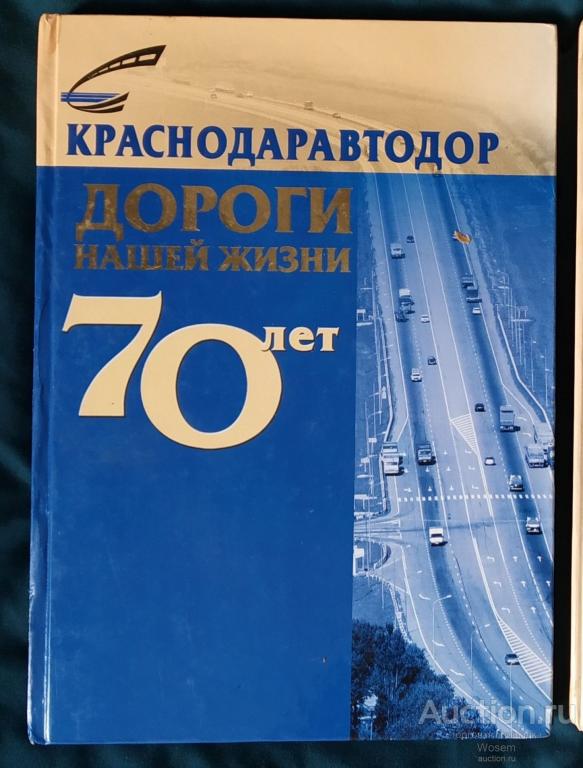 КРАСНОДАРАВТОДОР
ДОРОГИ
НАШЕЙ ЖИЗНИ
70 лет
Auction.ru
Wosem
auction.ru